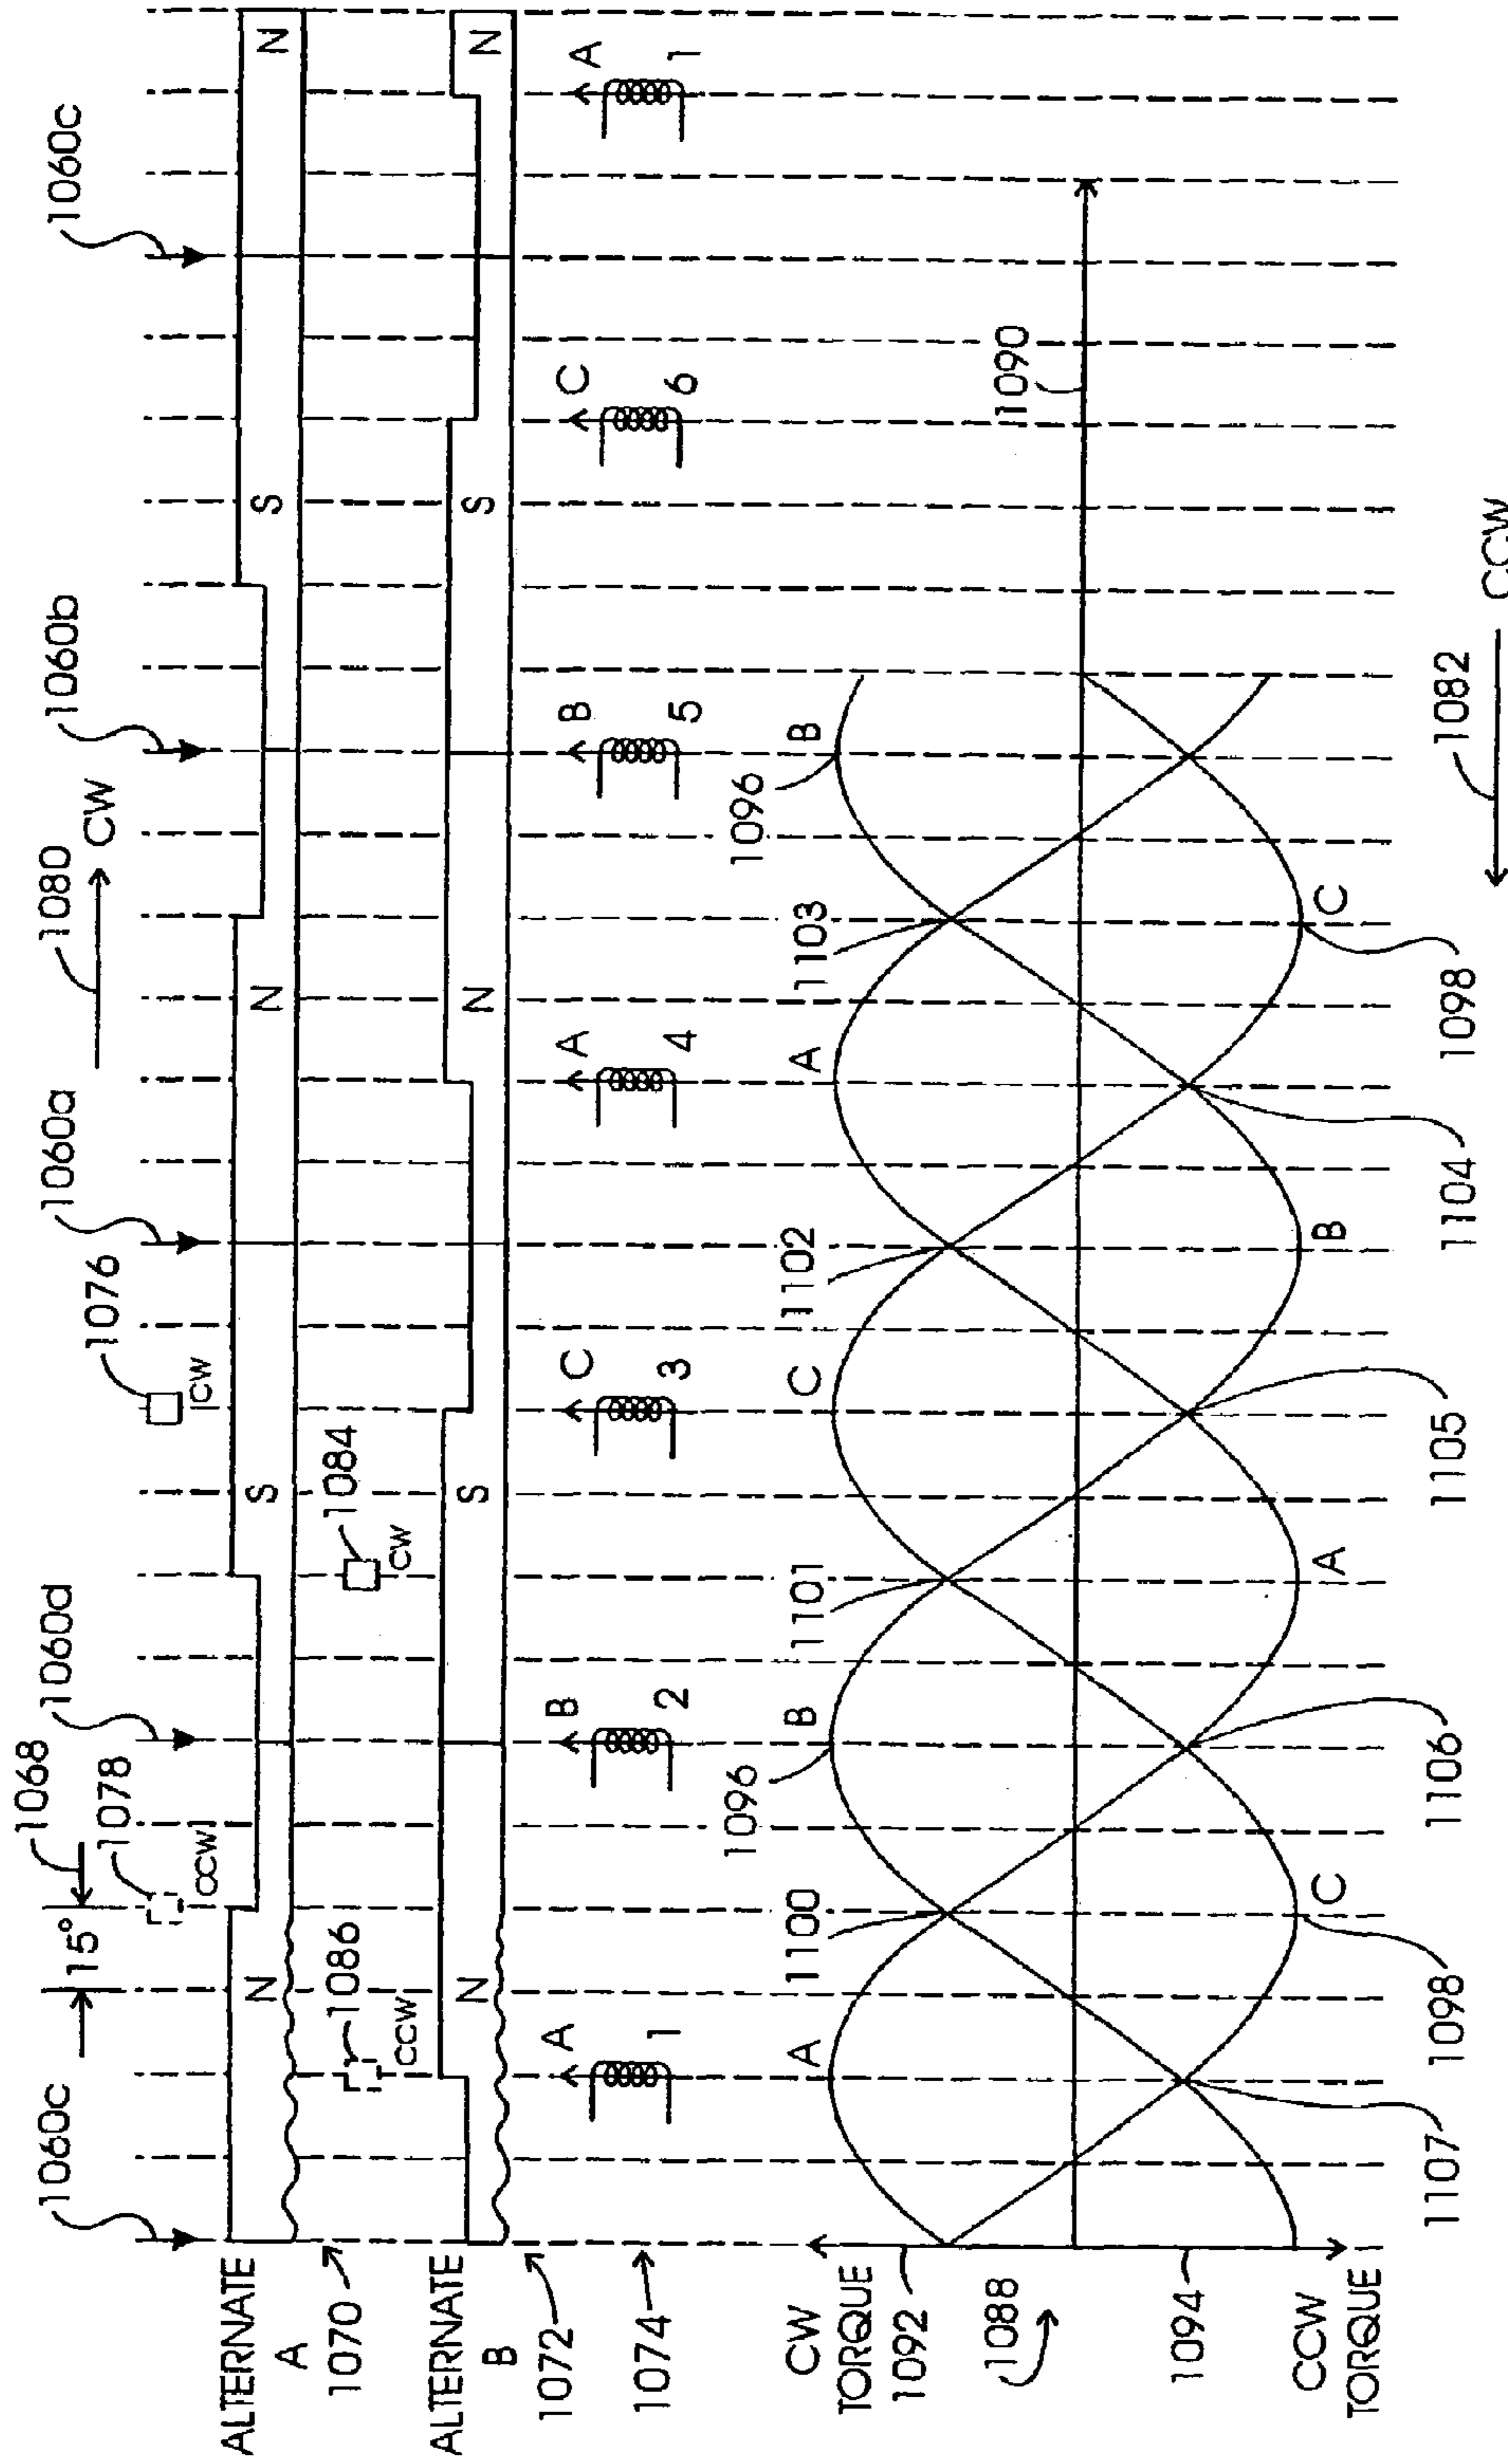 1060c
15°
1068
1078
CCW
1060d
1076
CW
1060a
1080
CW
1060b
1060c
ALTERNATE
A
1070
N
S
N
S
N
1086
CCW
1084
CW
ALTERNATE
B
1072
N
S
N
S
N
1074
A
1
B
2
C
3
A
4
B
5
C
6
A
1
CW
TORQUE
1092
A
1100
1096
B
1101
C
1102
A
1103
1096
B
1090
1088
1094
CCW
TORQUE
1107
1098
C
1106
A
1105
B
1104
1098
C
1082
CCW